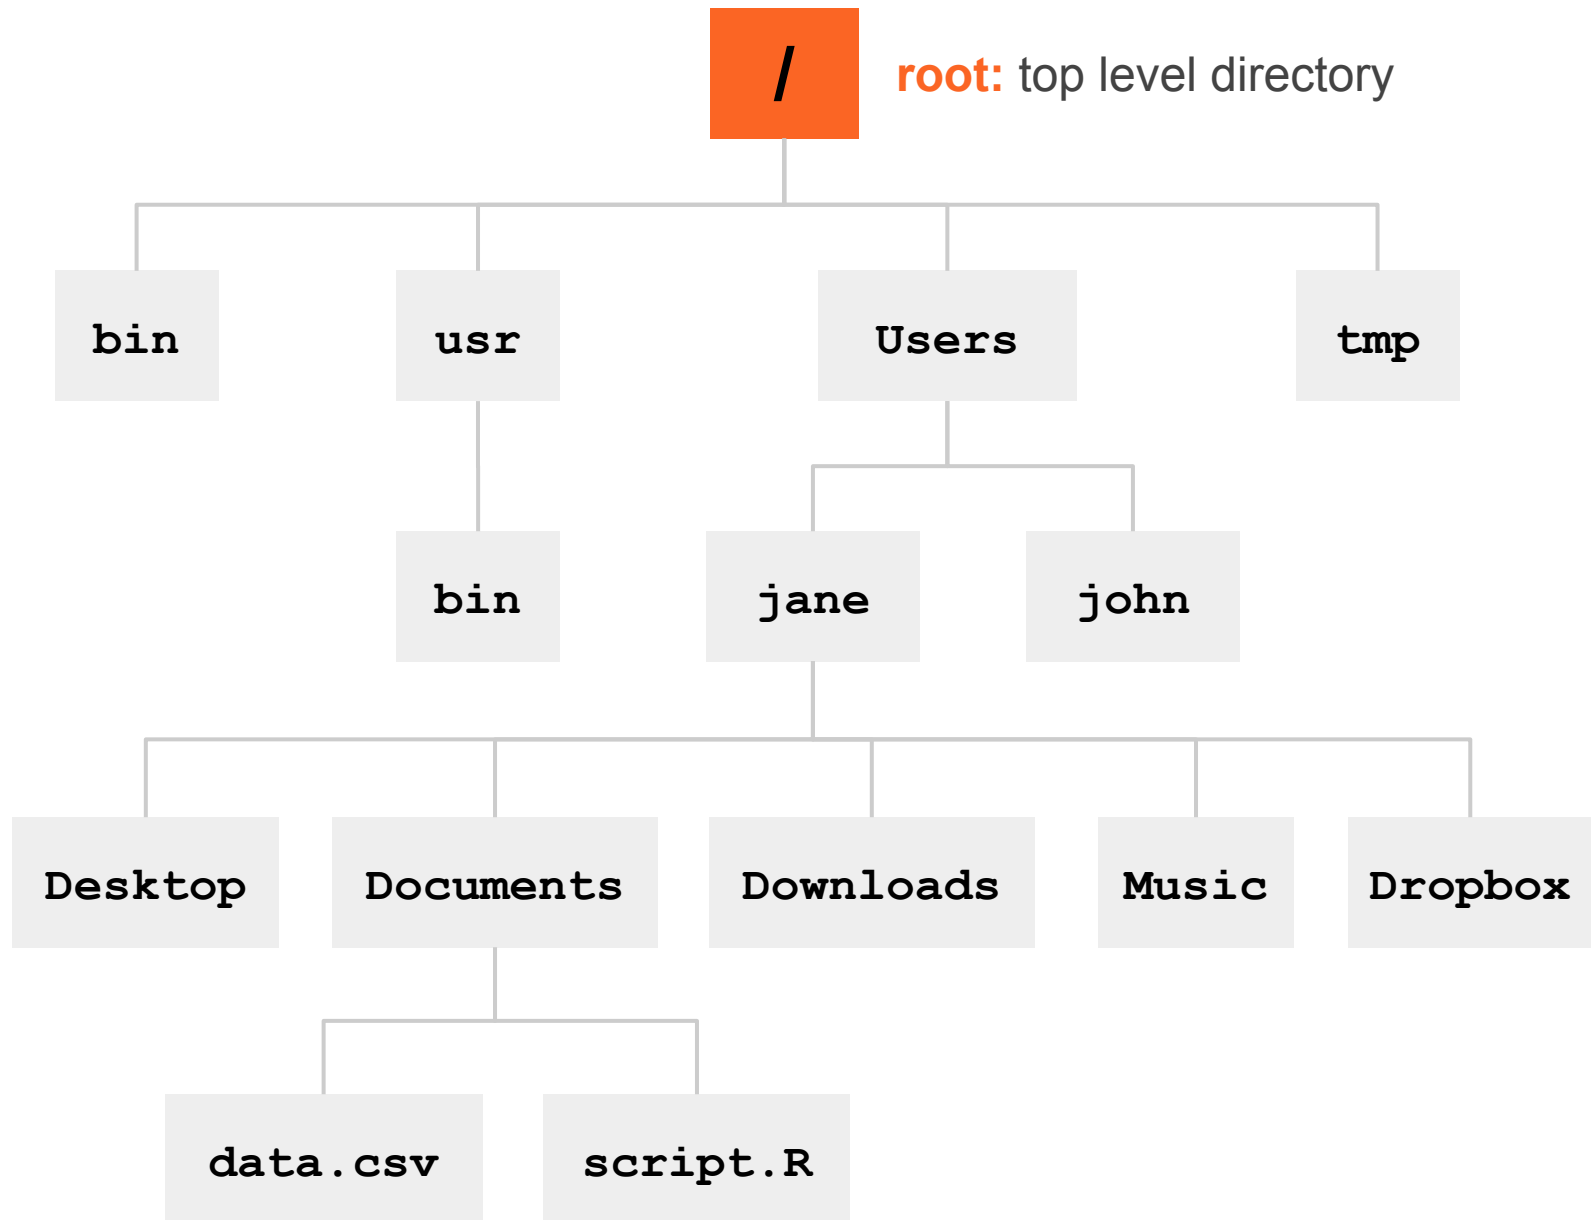 /
root: top level directory
bin
usr
Users
tmp
bin
jane
john
Desktop
Documents
Downloads
Music
Dropbox
data.csv
script.R